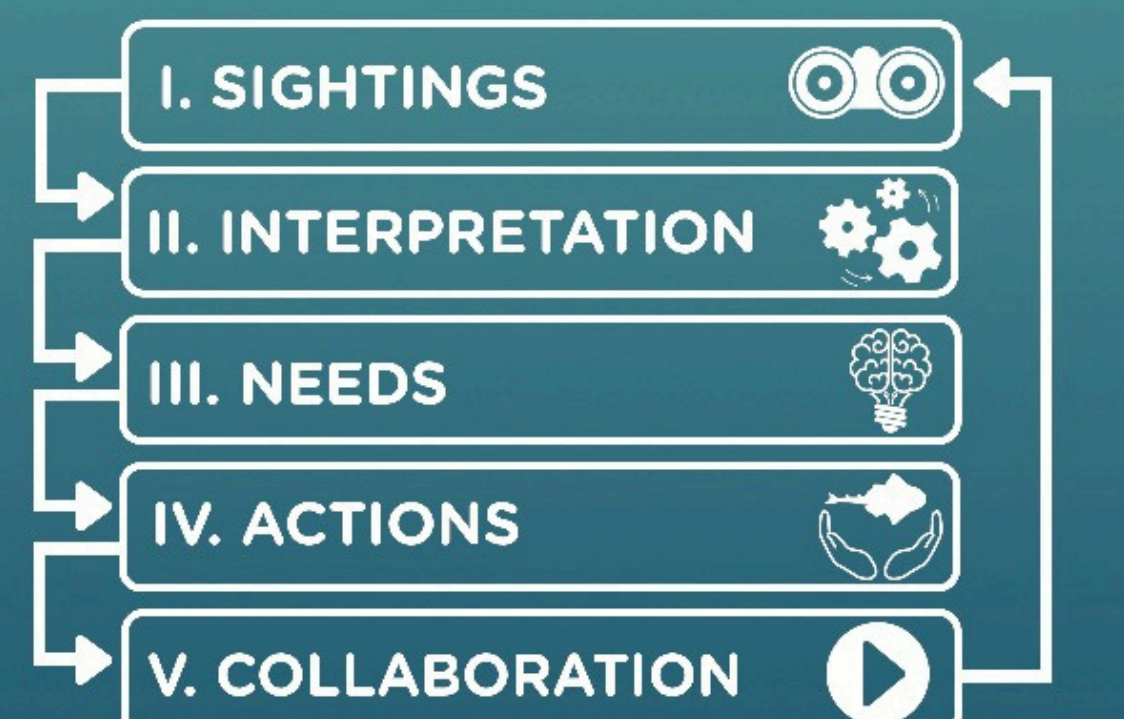 I. SIGHTINGS
II. INTERPRETATION
III. NEEDS
IV. ACTIONS
V. COLLABORATION